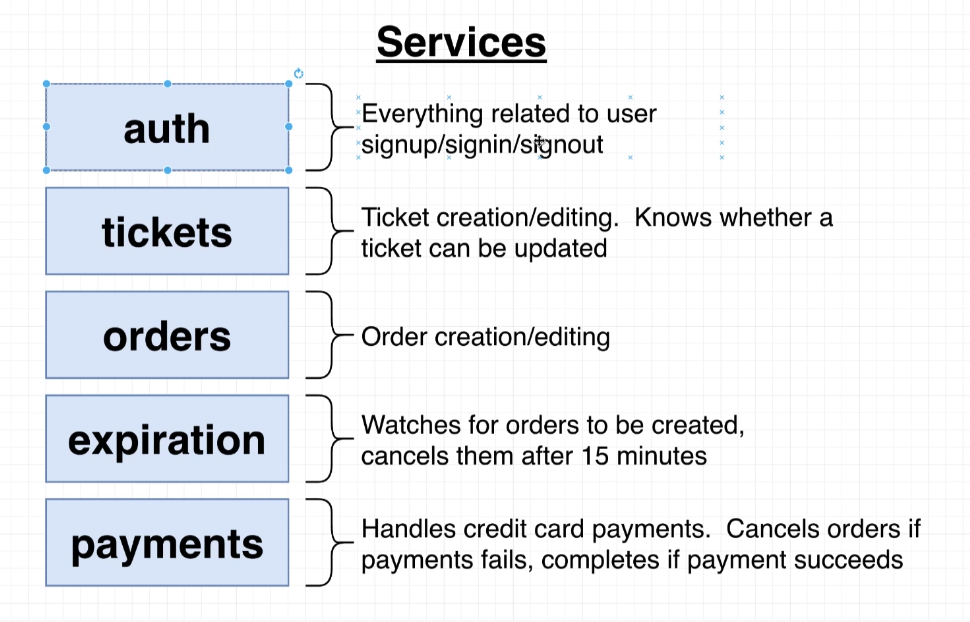 Services
auth
Everything related to user
signup/signin/signout
tickets
Ticket creation/editing.  Knows whether a
ticket can be updated
orders
Order creation/editing
expiration
Watches for orders to be created,
cancels them after 15 minutes
payments
Handles credit card payments.  Cancels orders if
payments fails, completes if payment succeeds